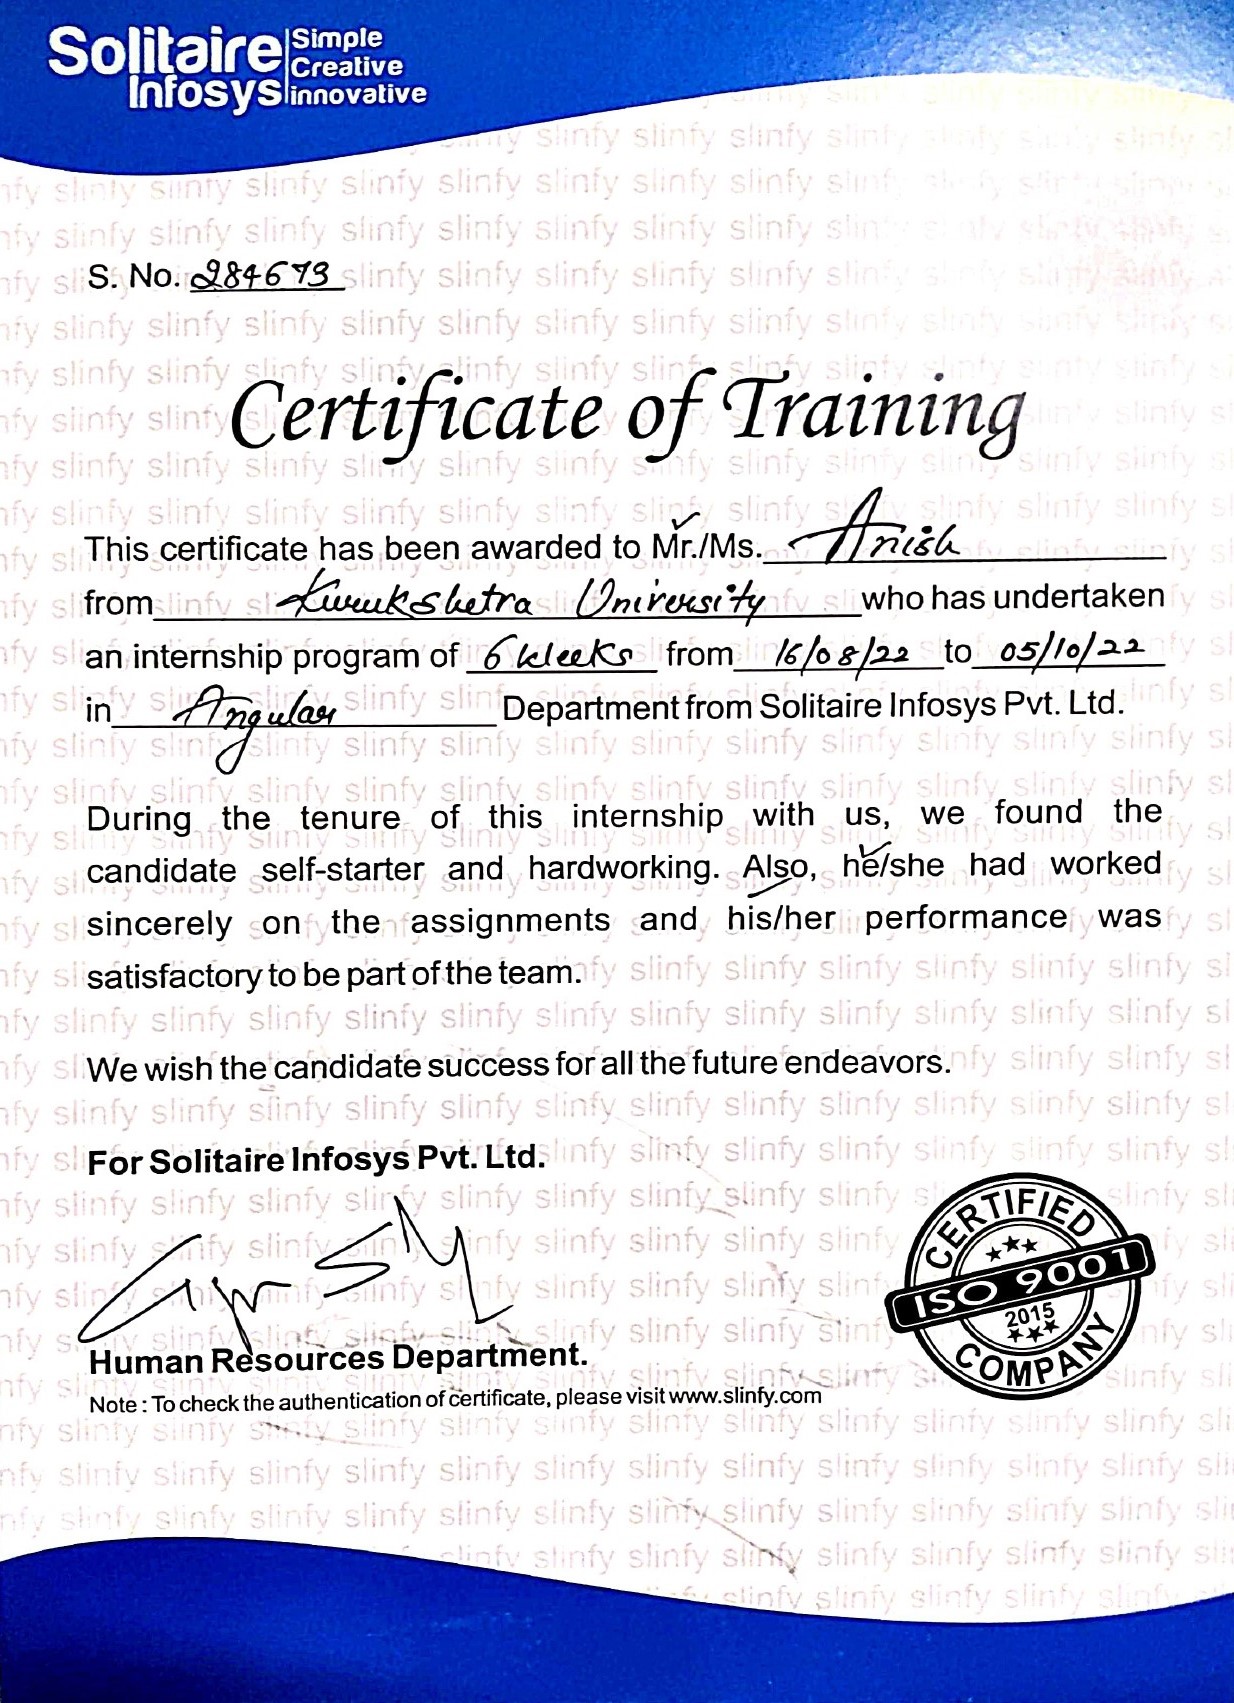 Solitaire Infosys
Simple
Creative
innovative
S. No. 284673
Certificate of Training
This certificate has been awarded to Mr./Ms. Anish
from Kurukshetra University who has undertaken
an internship program of 6 Weeks from 16/08/22 to 05/10/22
in Angular Department from Solitaire Infosys Pvt. Ltd.
During the tenure of this internship with us, we found the
candidate self-starter and hardworking. Also, he/she had worked
sincerely on the assignments and his/her performance was
satisfactory to be part of the team.
We wish the candidate success for all the future endeavors.
For Solitaire Infosys Pvt. Ltd.
Human Resources Department.
Note : To check the authentication of certificate, please visit www.slinfy.com
CERTIFIED
ISO 9001
2015
COMPANY